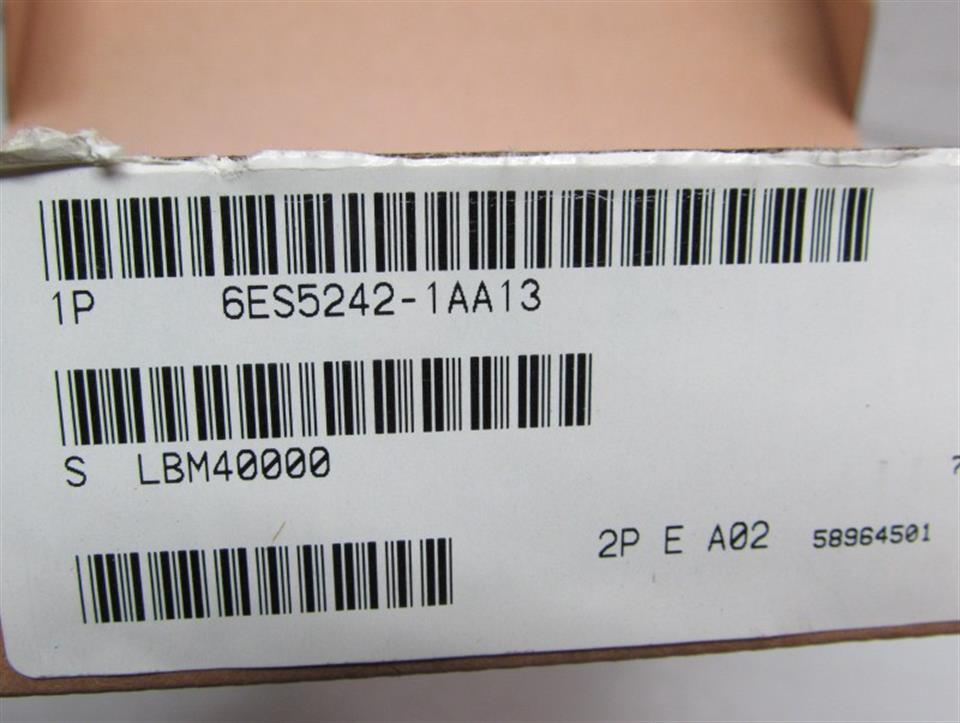 1P 6ES5242-1AA13
S LBM40000
2P E A02 58964501